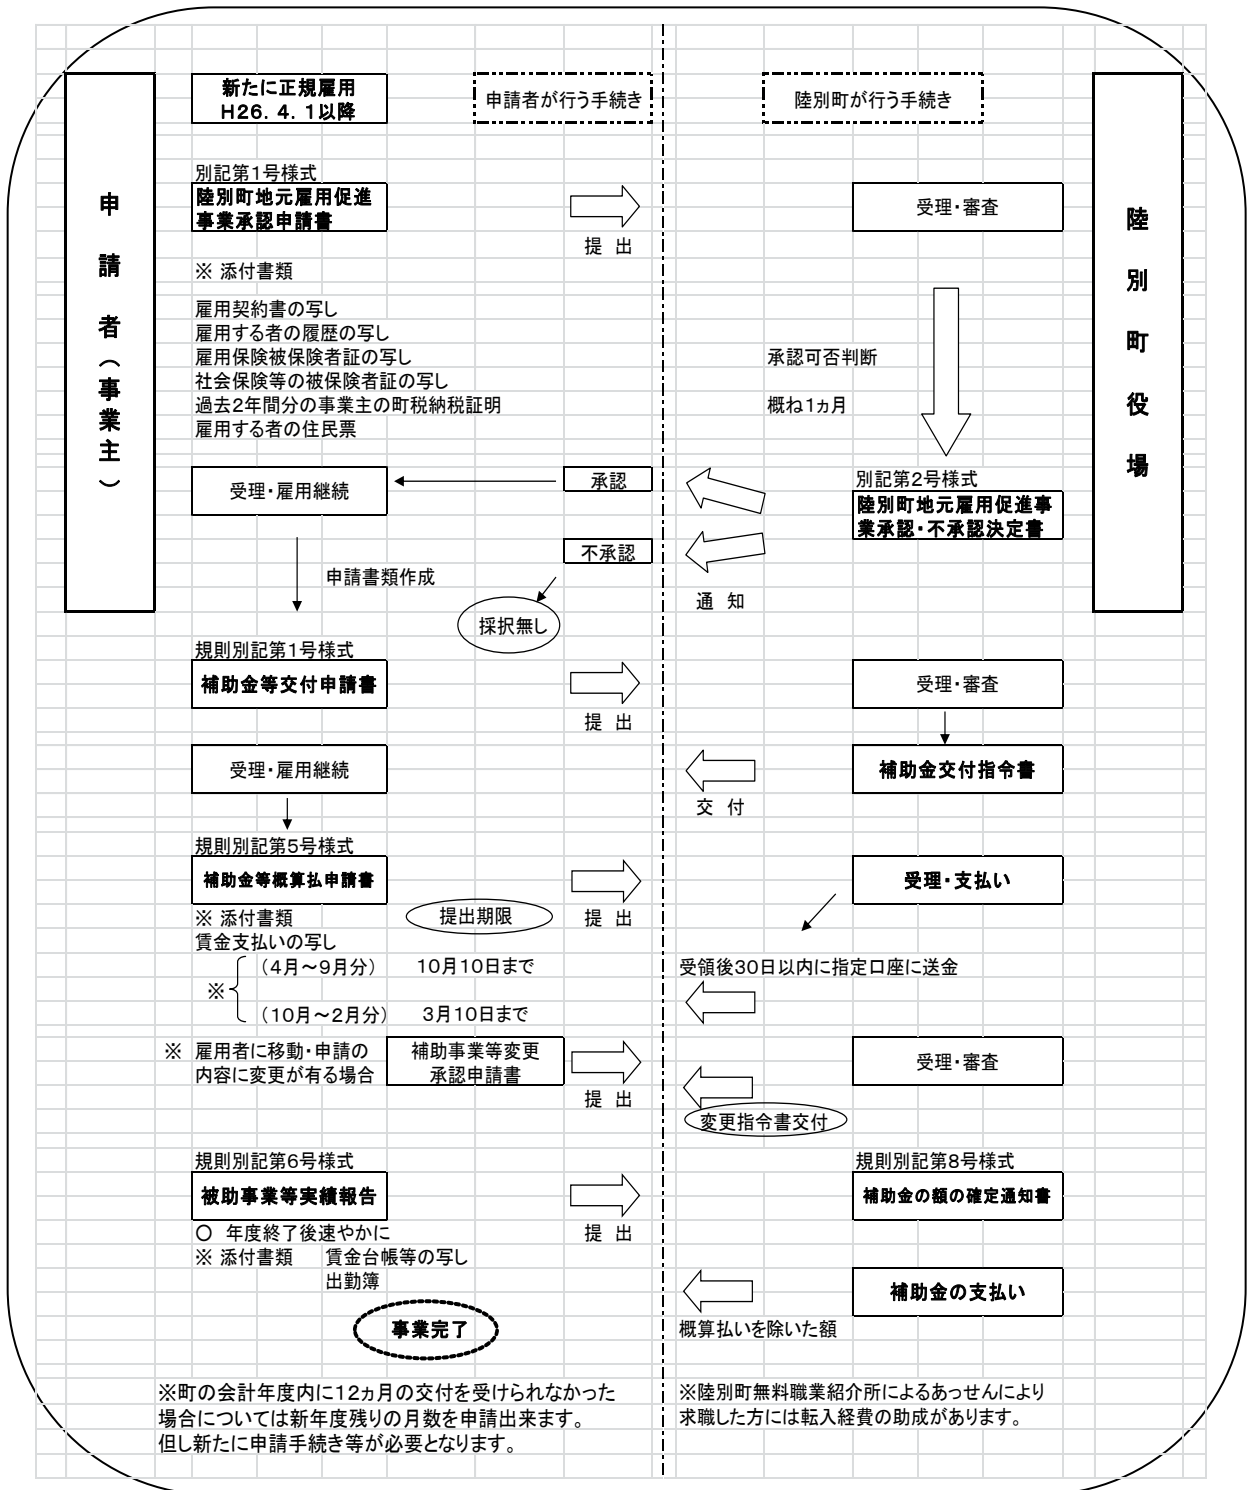 新たに正規雇用
H26.4.1以降
申請者が行う手続き
陸別町が行う手続き
申請者(事業主)
陸別町役場
別記第1号様式
陸別町地元雇用促進
事業承認申請書
提 出
受理・審査
※ 添付書類
雇用契約書の写し
雇用する者の履歴の写し
雇用保険被保険者証の写し
社会保険等の被保険者証の写し
過去2年間分の事業主の町税納税証明
雇用する者の住民票
承認可否判断
概ね1ヵ月
受理・雇用継続
承認
別記第2号様式
陸別町地元雇用促進事
業承認・不承認決定書
不承認
通 知
申請書類作成
採択無し
規則別記第1号様式
補助金等交付申請書
提 出
受理・審査
受理・雇用継続
補助金交付指令書
交 付
規則別記第5号様式
補助金等概算払申請書
提 出
受理・支払い
※ 添付書類
提出期限
賃金支払いの写し
※
(4月～9月分) 10月10日まで
(10月～2月分) 3月10日まで
受領後30日以内に指定口座に送金
※ 雇用者に移動・申請の
内容に変更が有る場合
補助事業等変更
承認申請書
提 出
受理・審査
変更指令書交付
規則別記第6号様式
被助事業等実績報告
提 出
規則別記第8号様式
補助金の額の確定通知書
○ 年度終了後速やかに
※ 添付書類 賃金台帳等の写し
出勤簿
補助金の支払い
概算払いを除いた額
事業完了
※町の会計年度内に12ヵ月の交付を受けられなかった
場合については新年度残りの月数を申請出来ます。
但し新たに申請手続き等が必要となります。
※陸別町無料職業紹介所によるあっせんにより
求職した方には転入経費の助成があります。